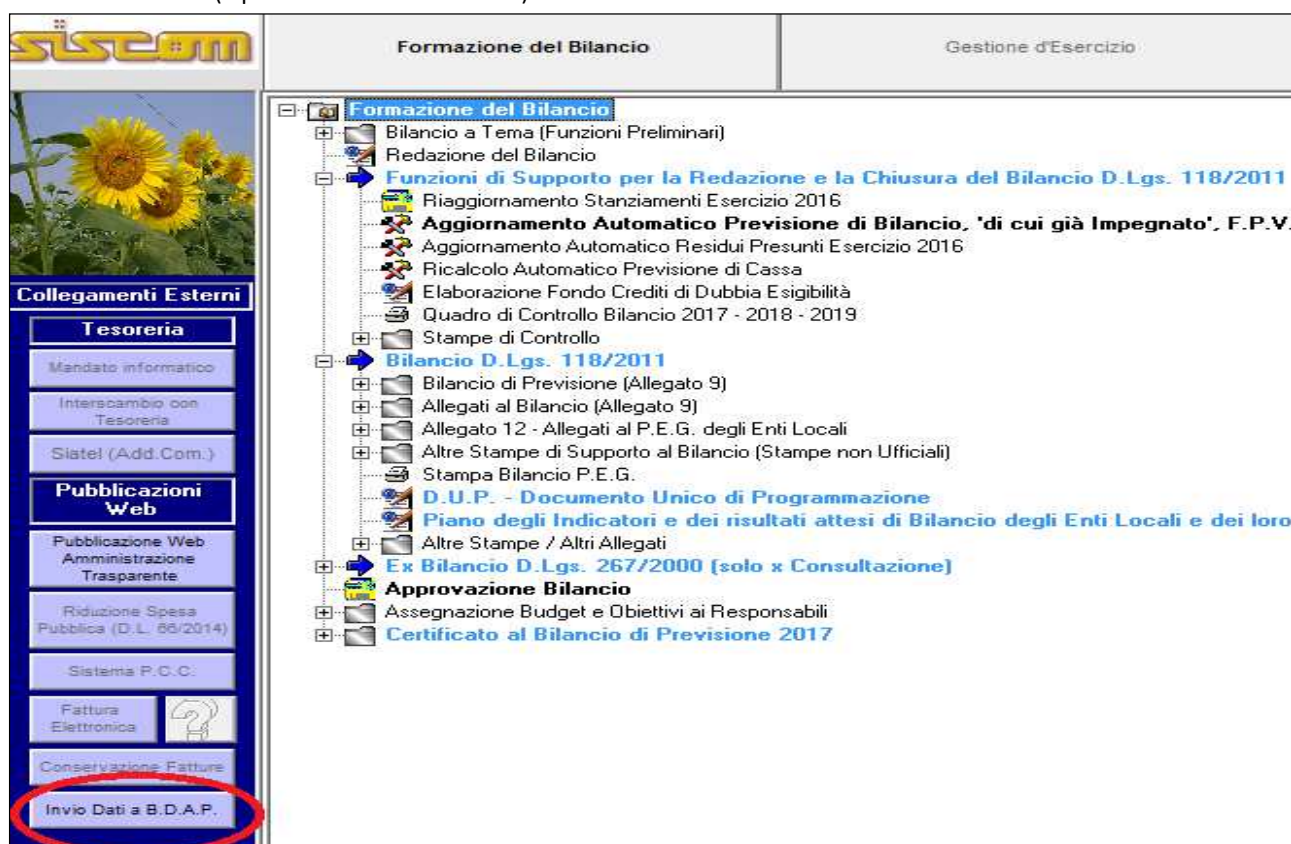 siscom
Formazione del Bilancio
Gestione d'Esercizio
Formazione del Bilancio
Bilancio a Tema (Funzioni Preliminari)
Redazione del Bilancio
Funzioni di Supporto per la Redazione e la Chiusura del Bilancio D.Lgs. 118/2011
Riaggiornamento Stanziamenti Esercizio 2016
Aggiornamento Automatico Previsione di Bilancio, 'di cui già Impegnato', F.P.V.
Aggiornamento Automatico Residui Presunti Esercizio 2016
Ricalcolo Automatico Previsione di Cassa
Elaborazione Fondo Crediti di Dubbia Esigibilità
Quadro di Controllo Bilancio 2017 - 2018 - 2019
Stampe di Controllo
Bilancio D.Lgs. 118/2011
Bilancio di Previsione (Allegato 9)
Allegati al Bilancio (Allegato 9)
Allegato 12 - Allegati al P.E.G. degli Enti Locali
Altre Stampe di Supporto al Bilancio (Stampe non Ufficiali)
Stampa Bilancio P.E.G.
D.U.P. - Documento Unico di Programmazione
Piano degli Indicatori e dei risultati attesi di Bilancio degli Enti Locali e dei loro
Altre Stampe / Altri Allegati
Ex Bilancio D.Lgs. 267/2000 (solo x Consultazione)
Approvazione Bilancio
Assegnazione Budget e Obiettivi ai Responsabili
Certificato al Bilancio di Previsione 2017
Collegamenti Esterni
Tesoreria
Mandato informatico
Interscambio con
Tesoreria
Siatel (Add.Com.)
Pubblicazioni
Web
Pubblicazione Web
Amministrazione
Trasparente
Riduzione Spesa
Pubblica (D.L. 66/2014)
Sistema P.C.C.
Fattura
Elettronica
?
Conservazione Fatture
Invio Dati a B.D.A.P.